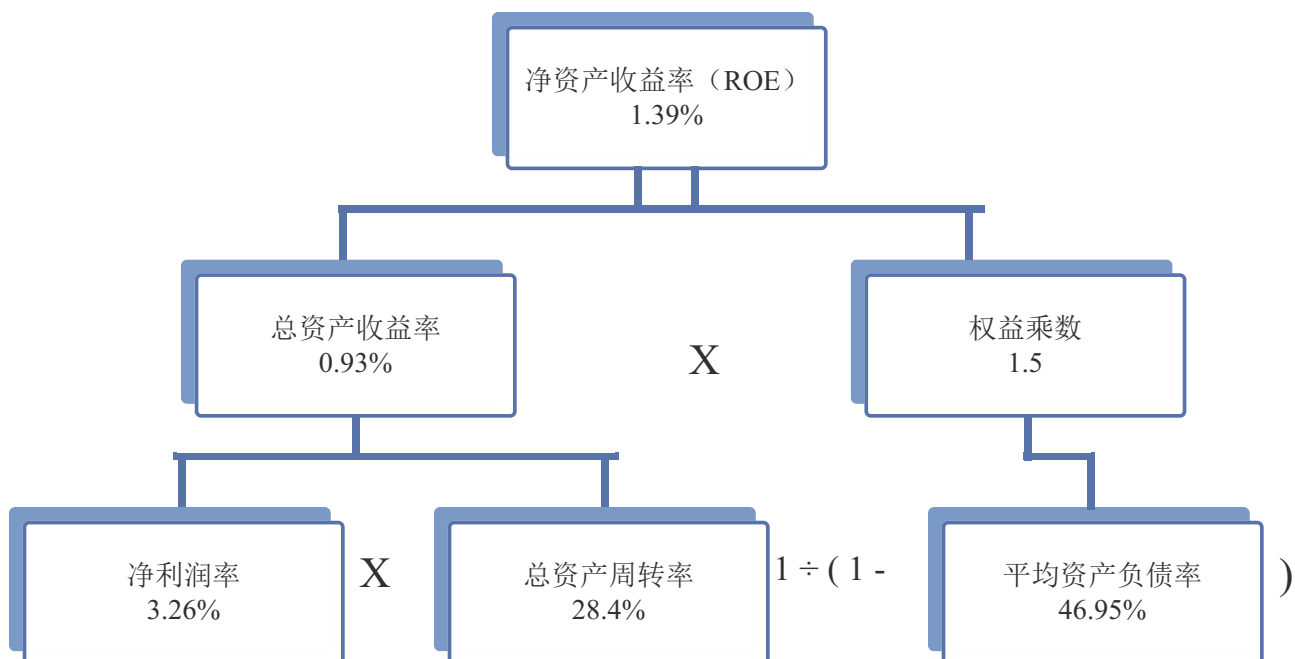 净资产收益率（ROE）
1.39%
总资产收益率
0.93%
X
权益乘数
1.5
净利润率
3.26%
X
总资产周转率
28.4%
1 ÷ ( 1 -
平均资产负债率
46.95%
)